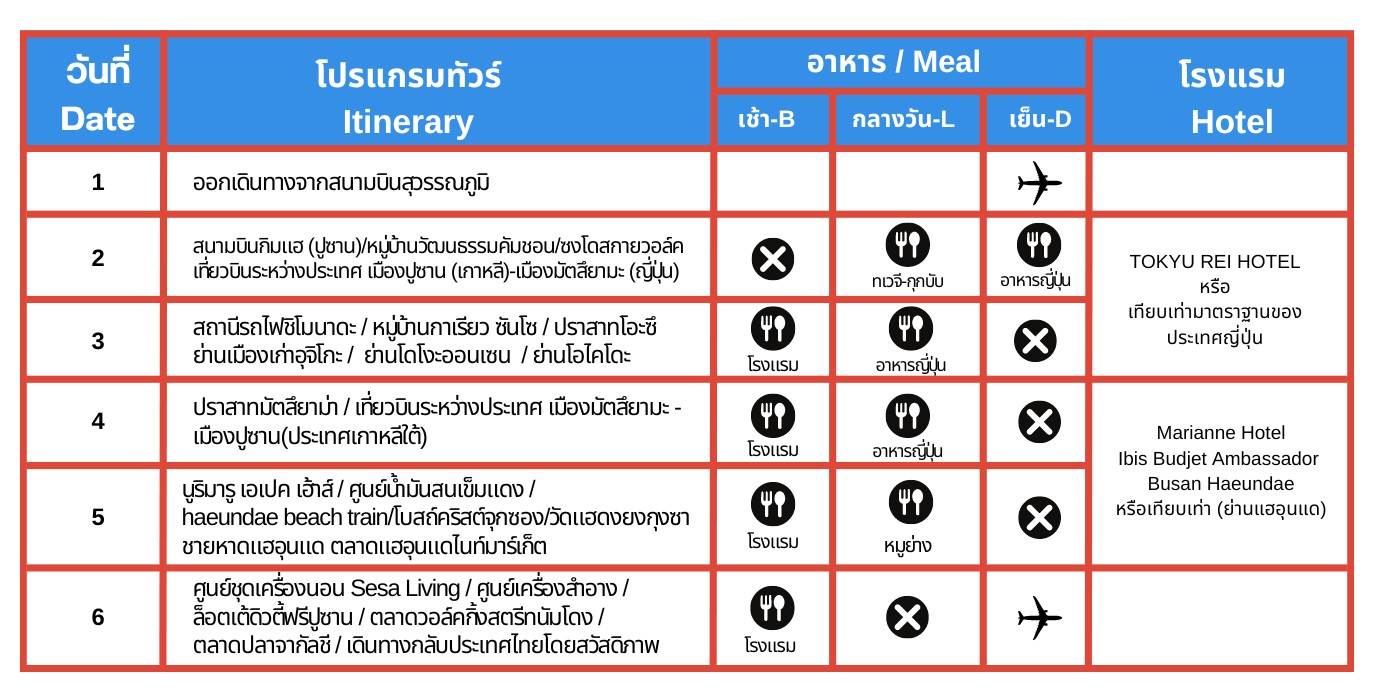 วันที่
Date
โปรแกรมทัวร์
Itinerary
อาหาร / Meal
เช้า-B
กลางวัน-L
เย็น-D
โรงแรม
Hotel
1
ออกเดินทางจากสนามบินสุวรรณภูมิ
2
สนามบินกิมแฮ (ปูซาน)/หมู่บ้านวัฒนธรรมคัมชอน/ซงโดสกายวอล์ค
เที่ยวบินระหว่างประเทศ เมืองปูซาน (เกาหลี)-เมืองมัตสึยามะ (ญี่ปุ่น)
ทเวจี-กุกบับ
อาหารญี่ปุ่น
TOKYU REI HOTEL
หรือ
เทียบเท่ามาตราฐานของ
ประเทศญี่ปุ่น
3
สถานีรถไฟชิโมนาดะ / หมู่บ้านกาเรียว ซันโซ / ปราสาทโอะซึ
ย่านเมืองเก่าอุจิโกะ / ย่านโดโงะออนเซน / ย่านโอไคโดะ
โรงแรม
อาหารญี่ปุ่น
4
ปราสาทมัตสึยาม่า / เที่ยวบินระหว่างประเทศ เมืองมัตสึยามะ -
เมืองปูซาน(ประเทศเกาหลีใต้)
โรงแรม
อาหารญี่ปุ่น
Marianne Hotel
Ibis Budjet Ambassador
Busan Haeundae
หรือเทียบเท่า (ย่านแฮอุนแด)
5
นูริมารู เอเปค เฮ้าส์ / ศูนย์น้ำมันสนเข็มแดง /
haeundae beach train/โบสถ์คริสต์จุกซอง/วัดแฮดงยงกุงซา
ชายหาดแฮอุนแด ตลาดแฮอุนแดไนท์มาร์เก็ต
โรงแรม
หมูย่าง
6
ศูนย์ชุดเครื่องนอน Sesa Living / ศูนย์เครื่องสำอาง /
ล็อตเต้ดิวตี้ฟรีปูซาน / ตลาดวอล์คกิ้งสตรีทนัมโดง /
ตลาดปลาจากัลชี / เดินทางกลับประเทศไทยโดยสวัสดิภาพ
โรงแรม